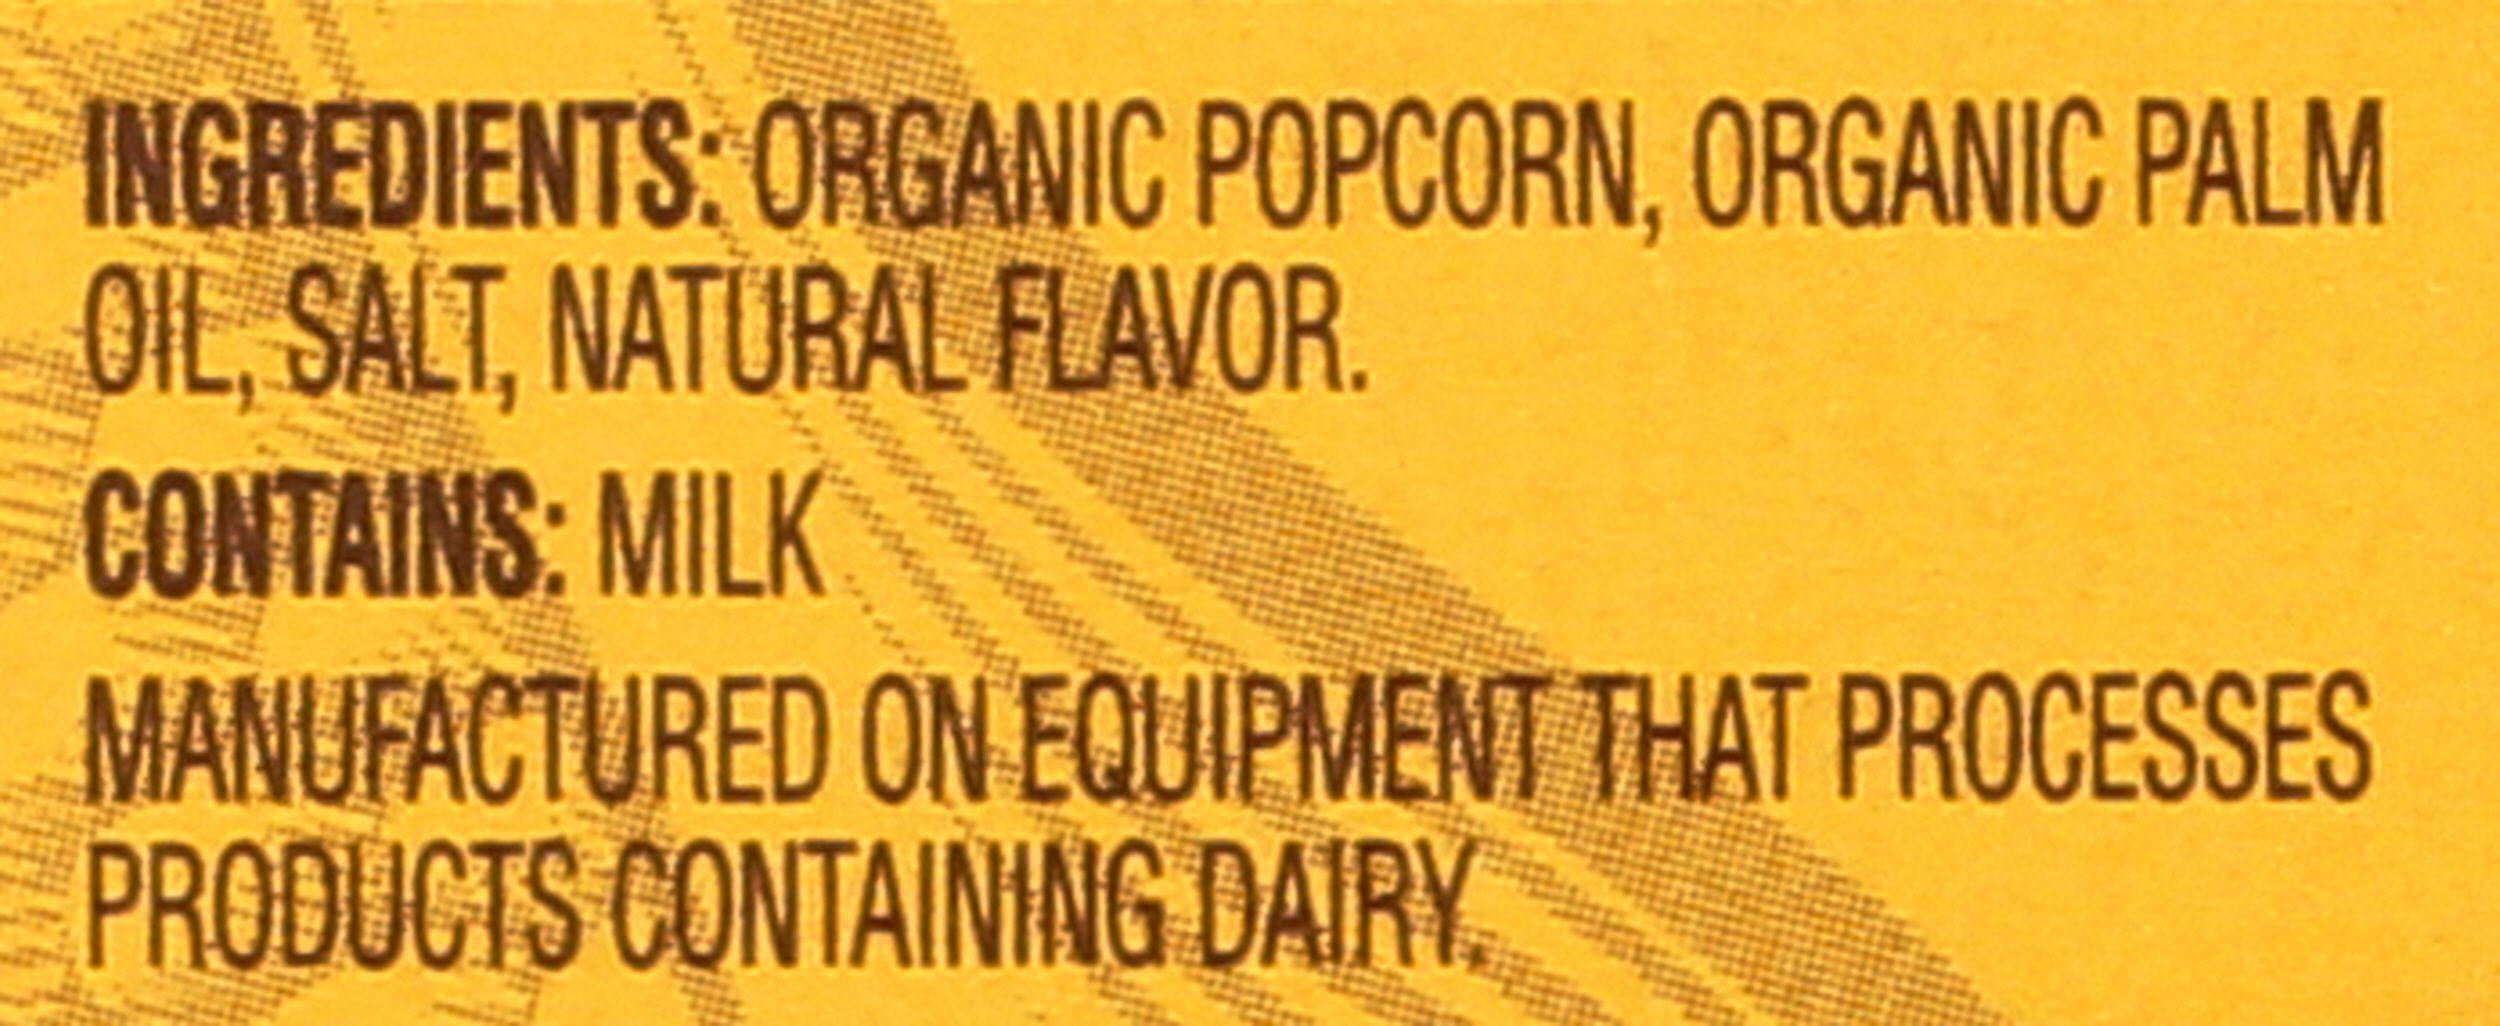 INGREDIENTS: ORGANIC POPCORN, ORGANIC PALM
OIL, SALT, NATURAL FLAVOR.
CONTAINS: MILK
MANUFACTURED ON EQUIPMENT THAT PROCESSES
PRODUCTS CONTAINING DAIRY.